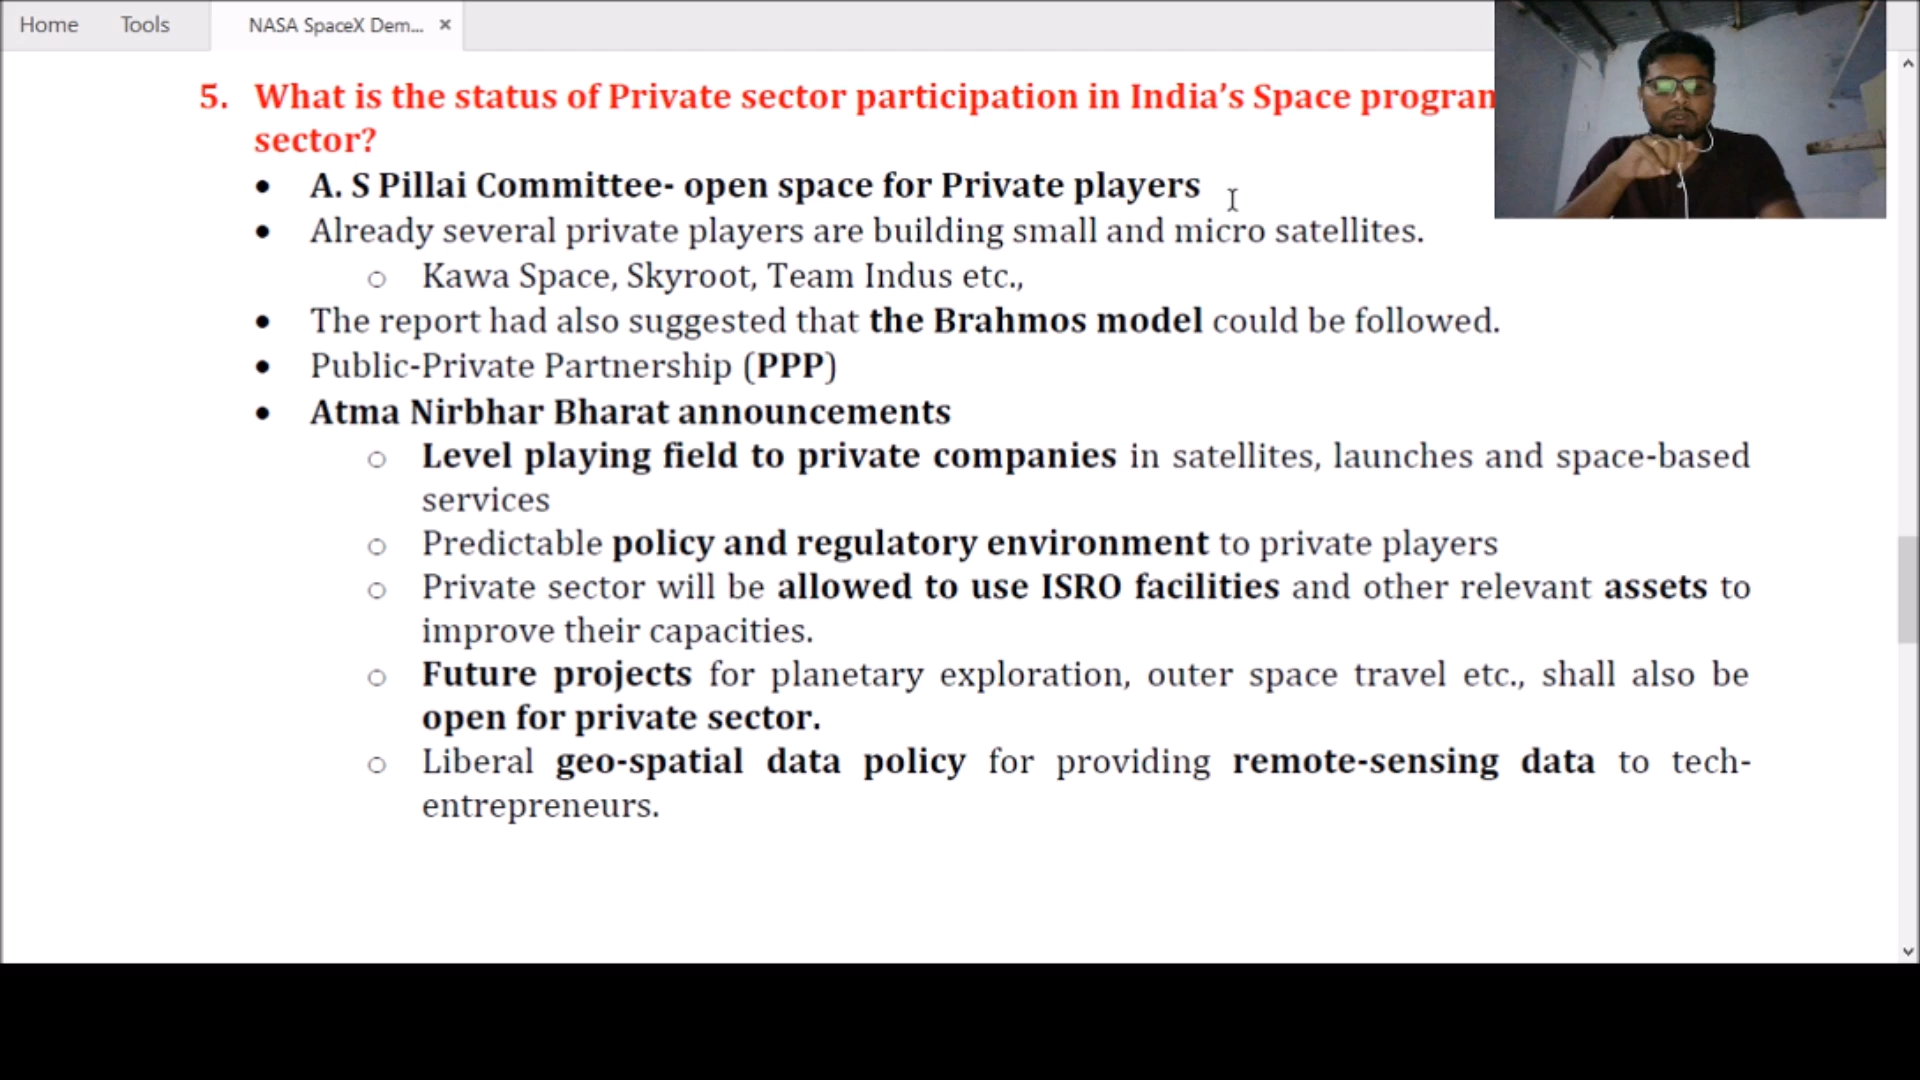 Home Tools NASA SpaceX Dem... ×
5. What is the status of Private sector participation in India's Space
sector?
• A. S Pillai Committee- open space for Private players
• Already several private players are building small and micro satellites.
○ Kawa Space, Skyroot, Team Indus etc.,
• The report had also suggested that the Brahmos model could be followed.
• Public-Private Partnership (PPP)
• Atma Nirbhar Bharat announcements
○ Level playing field to private companies in satellites, launches and space-based
services
○ Predictable policy and regulatory environment to private players
○ Private sector will be allowed to use ISRO facilities and other relevant assets to
improve their capacities.
○ Future projects for planetary exploration, outer space travel etc., shall also be
open for private sector.
○ Liberal geo-spatial data policy for providing remote-sensing data to tech-
entrepreneurs.